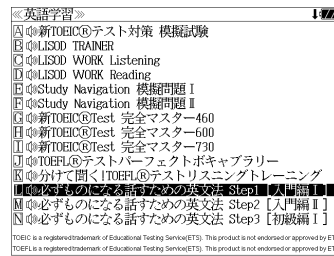 ≪英語学習≫
A 新TOEIC®テスト対策 模擬試験
B LISOD TRAINER
C LISOD WORK Listening
D LISOD WORK Reading
E Study Navigation 模擬問題Ⅰ
F Study Navigation 模擬問題Ⅱ
G 新TOEIC®Test 完全マスター460
H 新TOEIC®Test 完全マスター600
I 新TOEIC®Test 完全マスター730
J TOEFL®テストパーフェクトボキャブラリー
K 分けて聞く!TOEFL®テストリスニングトレーニング
L 必ずものになる話すための英文法 Step1 [入門編Ⅰ]
M 必ずものになる話すための英文法 Step2 [入門編Ⅱ]
N 必ずものになる話すための英文法 Step3 [初級編Ⅰ]
TOEIC is a registered trademark of Educational Testing Service(ETS). This product is not endorsed or approved by ET
TOEFL is a registered trademark of Educational Testing Service(ETS). This product is not endorsed or approved by ET